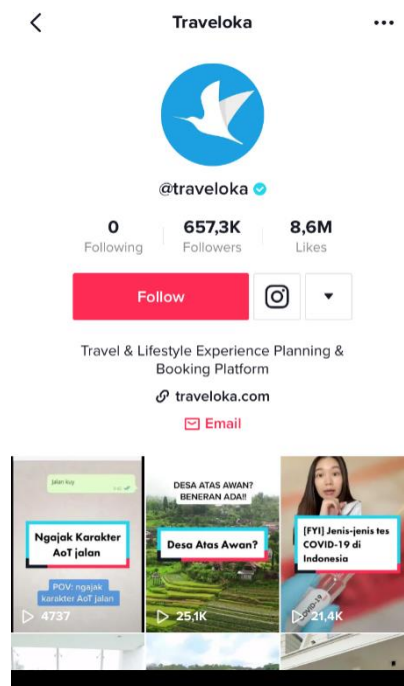 Traveloka
@traveloka
0 657,3K 8,6M
Following Followers Likes
Follow
Travel & Lifestyle Experience Planning &
Booking Platform
traveloka.com
Email
jalan kuy
Ngajak Karakter
AoT jalan
POV: ngajak
karakter AoT jalan
4737
DESA ATAS AWAN?
BENERAN ADA!!
Desa Atas Awan?
25,1K
[FYI] Jenis-jenis tes
COVID-19 di
Indonesia
COVID-19
21,4K